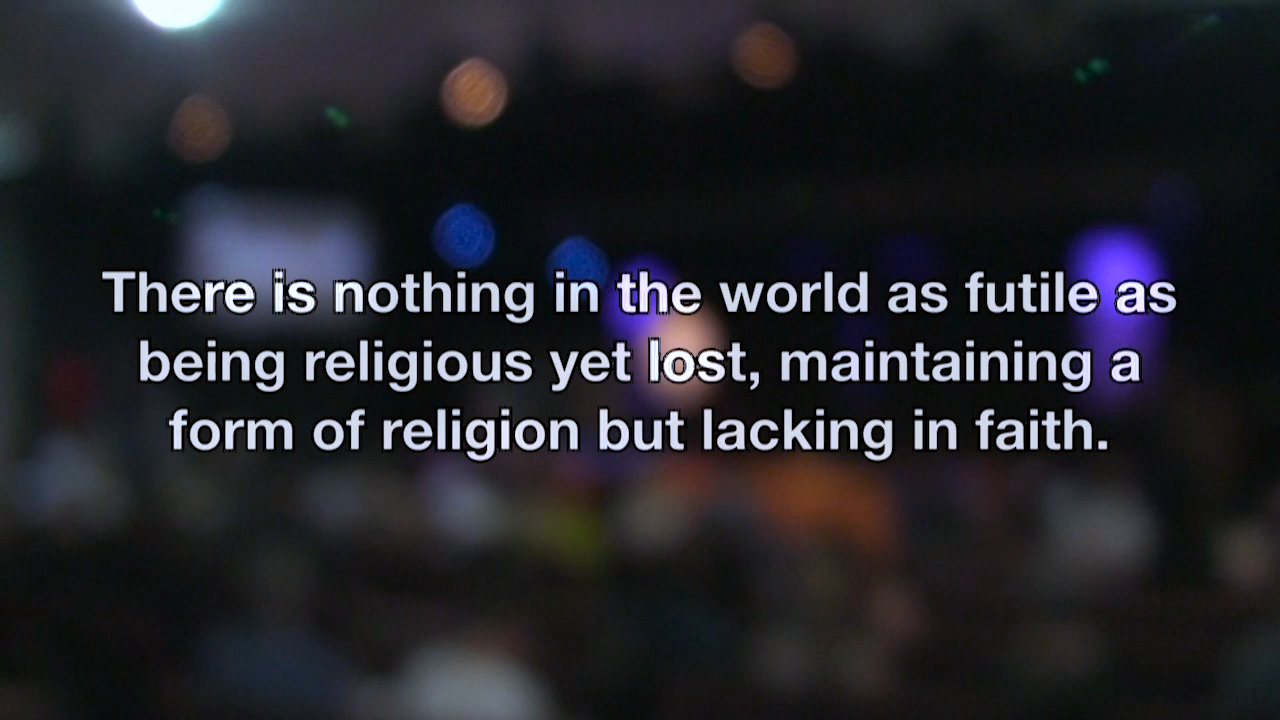 There is nothing in the world as futile as
being religious yet lost, maintaining a
form of religion but lacking in faith.